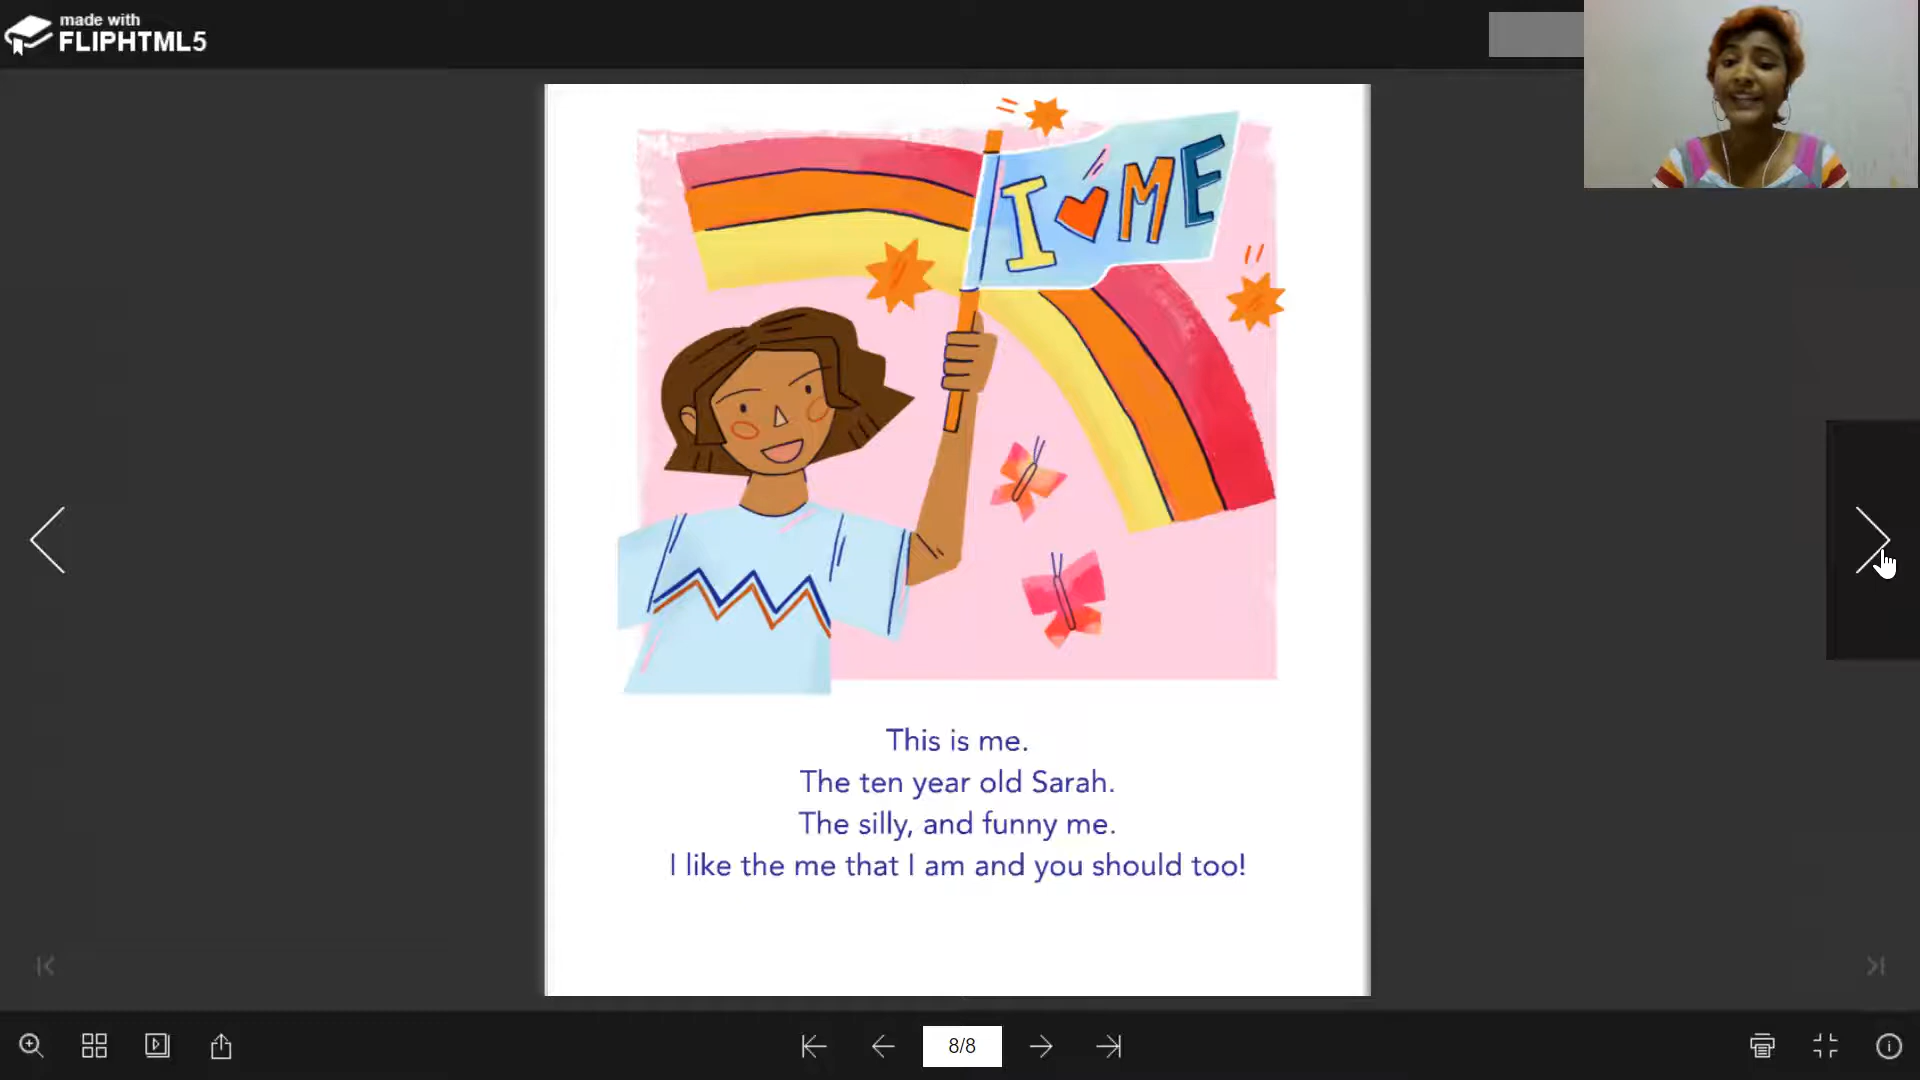 made with
FLIPHTML5
I ♥ ME
This is me.
The ten year old Sarah.
The silly, and funny me.
I like the me that I am and you should too!
8/8